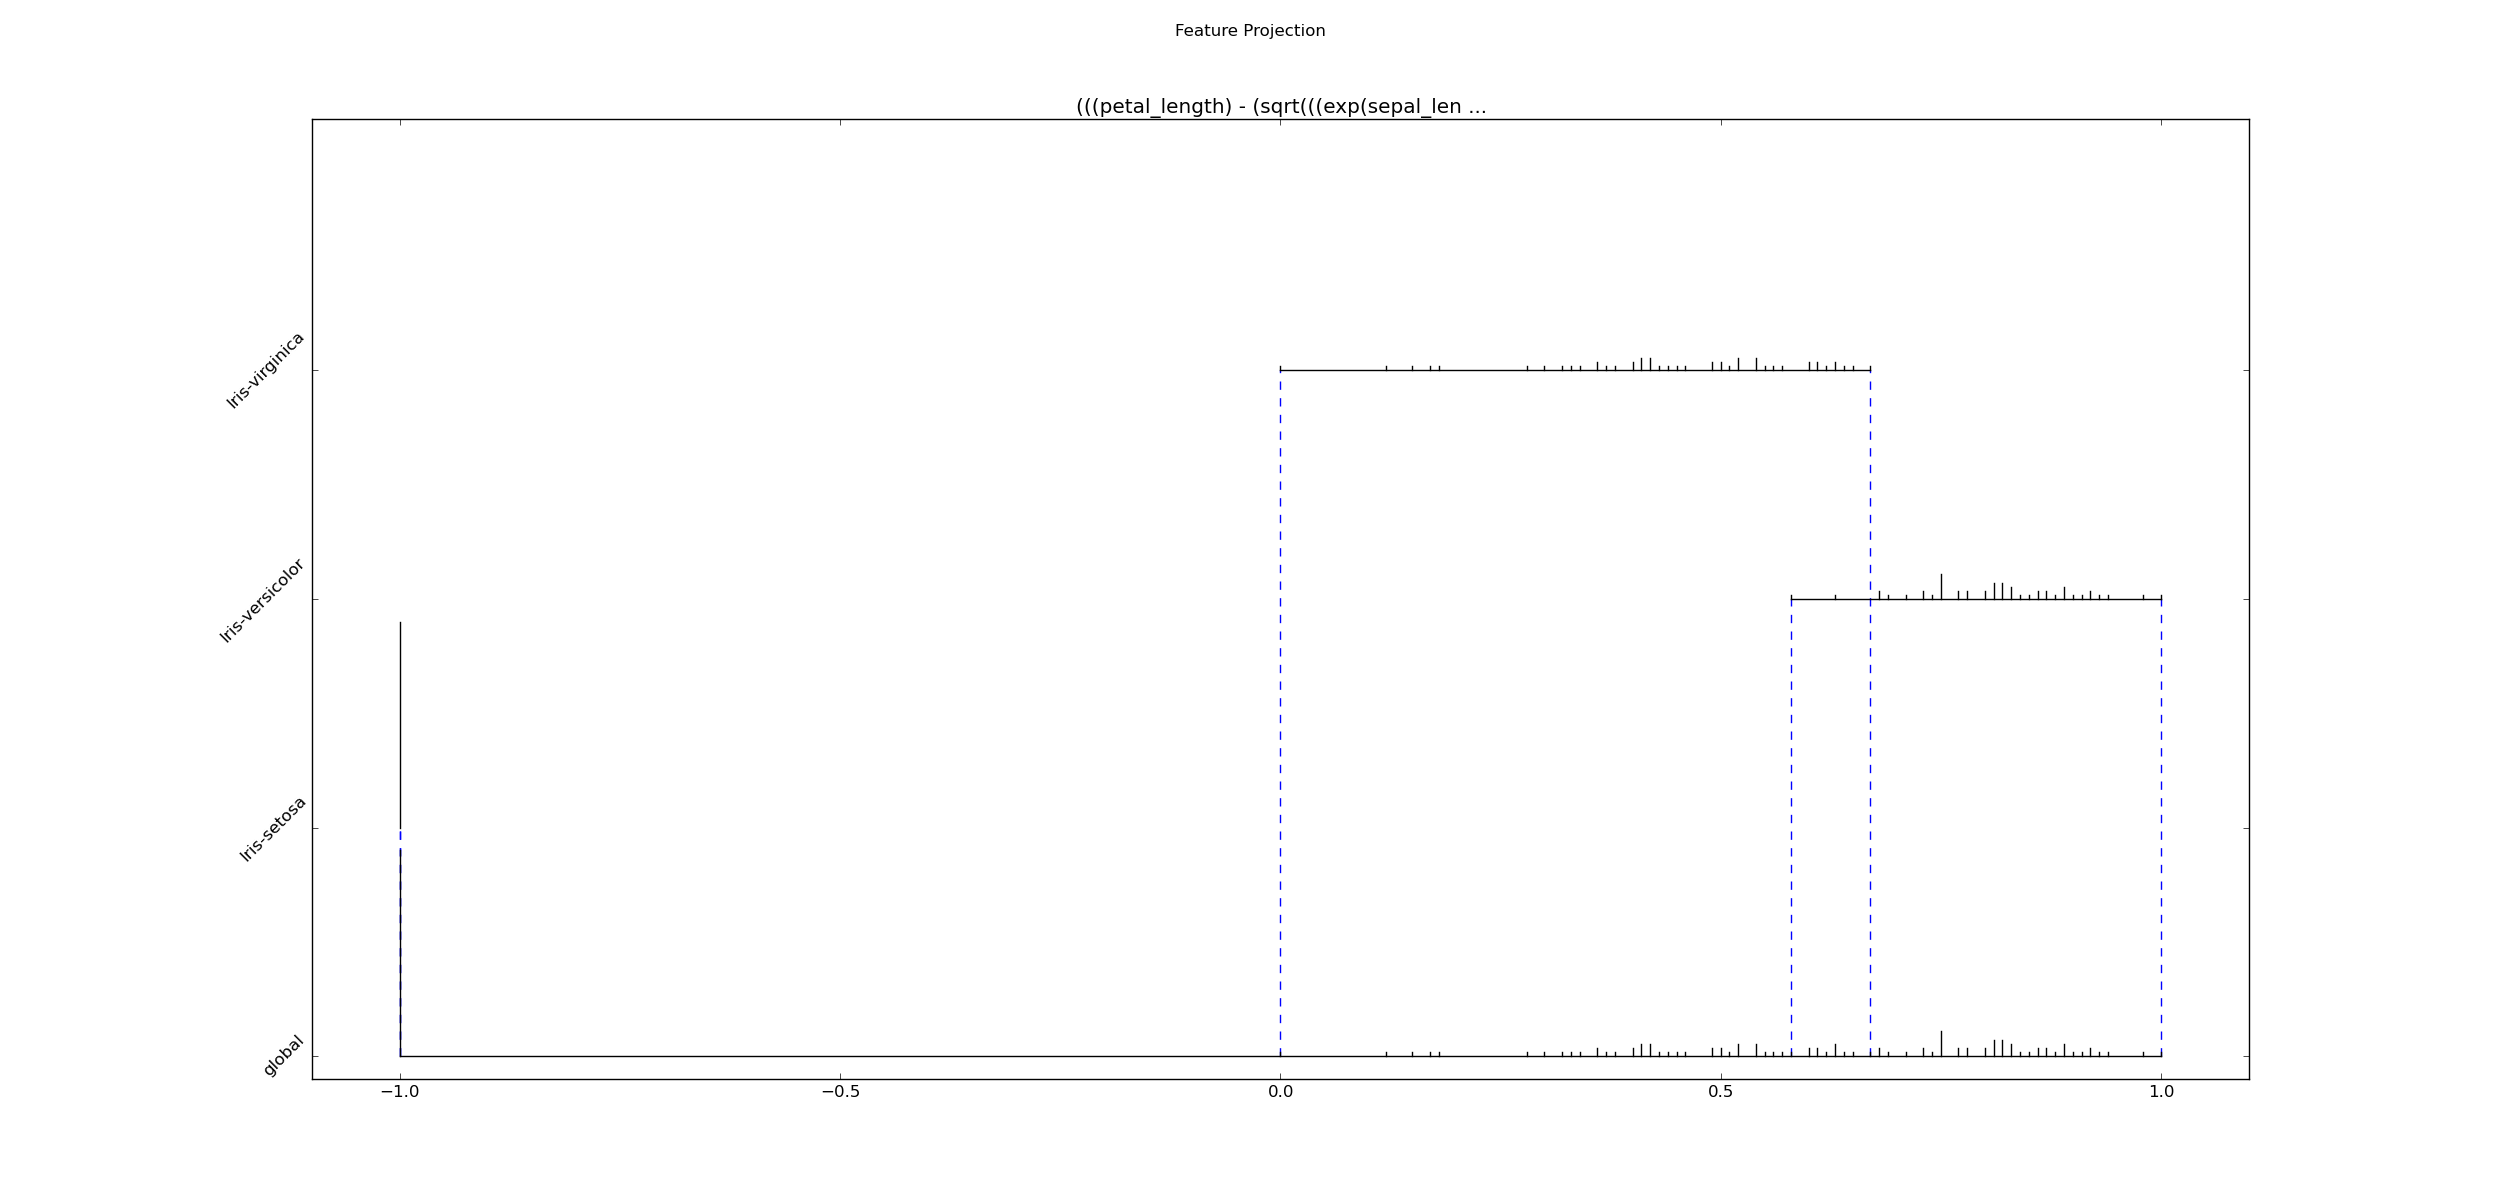 Feature Projection
(((petal_length) - (sqrt(((exp(sepal_len ...
Iris-virginica
Iris-versicolor
Iris-setosa
global
−1.0 −0.5 0.0 0.5 1.0